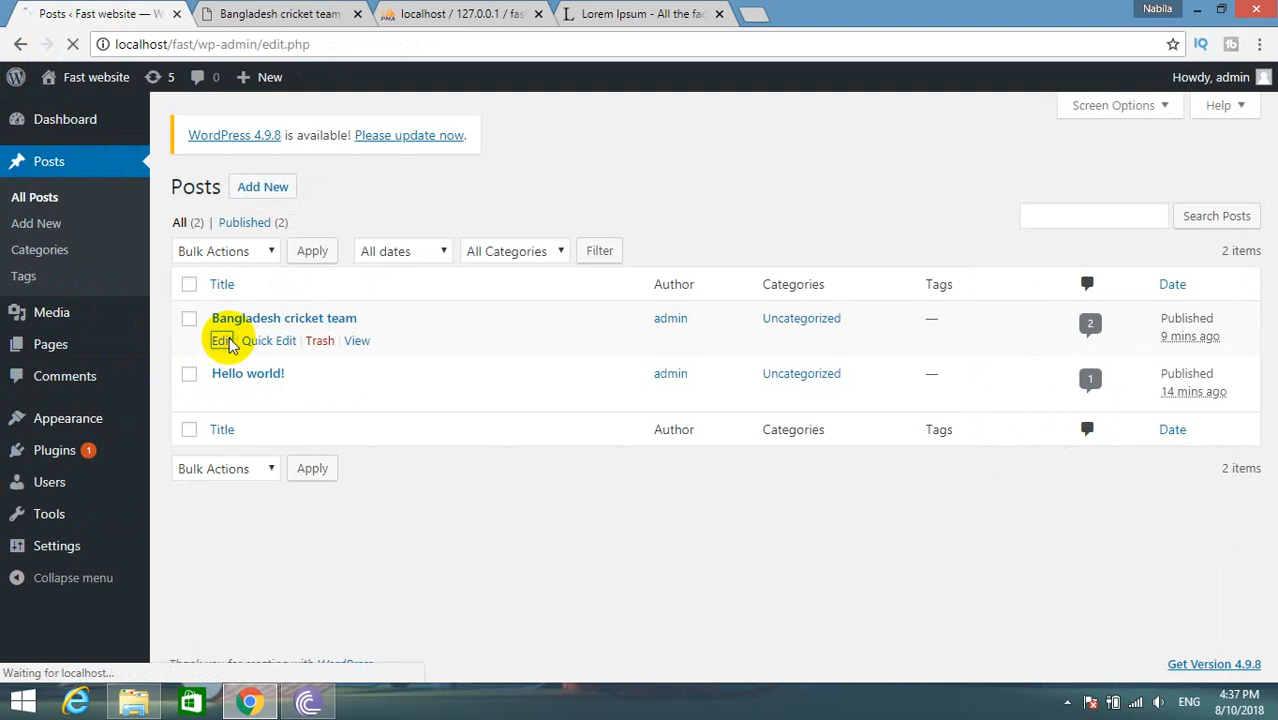 Posts ‹ Fast website — W
Bangladesh cricket team
localhost / 127.0.0.1 / fas
Lorem Ipsum - All the fac
Nabila
localhost/fast/wp-admin/edit.php
Fast website 5 0 New
Howdy, admin
Screen Options Help
WordPress 4.9.8 is available! Please update now.
Dashboard
Posts
All Posts
Add New
Categories
Tags
Media
Pages
Comments
Appearance
Plugins 1
Users
Tools
Settings
Collapse menu
Posts Add New
All (2) | Published (2)
Search Posts
Bulk Actions Apply All dates All Categories Filter
2 items
Title Author Categories Tags Date
Bangladesh cricket team admin Uncategorized — 2 Published
9 mins ago
Edit Quick Edit | Trash | View
Hello world! admin Uncategorized — 1 Published
14 mins ago
Title Author Categories Tags Date
Bulk Actions Apply
2 items
Thank you for creating with WordPress
Get Version 4.9.8
Waiting for localhost...
ENG
4:37 PM
8/10/2018